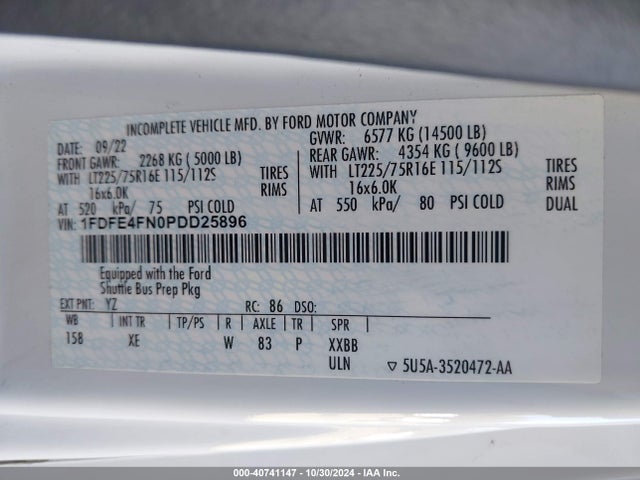 INCOMPLETE VEHICLE MFD. BY FORD MOTOR COMPANY
DATE: 09/22 GVWR: 6577 KG (14500 LB)
FRONT GAWR: 2268 KG ( 5000 LB) REAR GAWR: 4354 KG ( 9600 LB)
WITH LT225/75R16E 115/112S TIRES WITH LT225/75R16E 115/112S TIRES
16x6.0K RIMS 16x6.0K RIMS
AT 520 kPa/ 75 PSI COLD AT 550 kPa/ 80 PSI COLD DUAL
VIN: 1FDFE4FN0PDD25896
Equipped with the Ford
Shuttle Bus Prep Pkg
EXT PNT: YZ RC: 86 DSO:
WB INT TR TP/PS R AXLE TR SPR
158 XE W 83 P XXBB
ULN ▽ 5U5A-3520472-AA
000-40741147 - 10/30/2024 - IAA Inc.